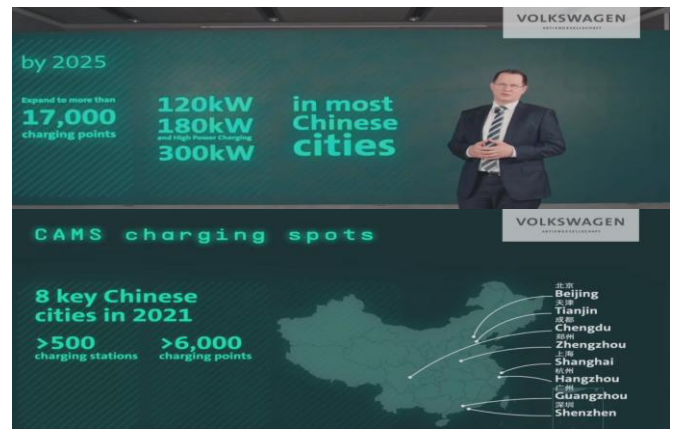 VOLKSWAGEN
AKTIENGESELLSCHAFT
by 2025
Expand to more than
17,000
charging points
120kW
180kW
and High Power Charging
300kW
in most
Chinese
cities
VOLKSWAGEN
AKTIENGESELLSCHAFT
CAMS charging spots
8 key Chinese
cities in 2021
>500
charging stations
>6,000
charging points
北京
Beijing
天津
Tianjin
成都
Chengdu
郑州
Zhengzhou
上海
Shanghai
杭州
Hangzhou
广州
Guangzhou
深圳
Shenzhen